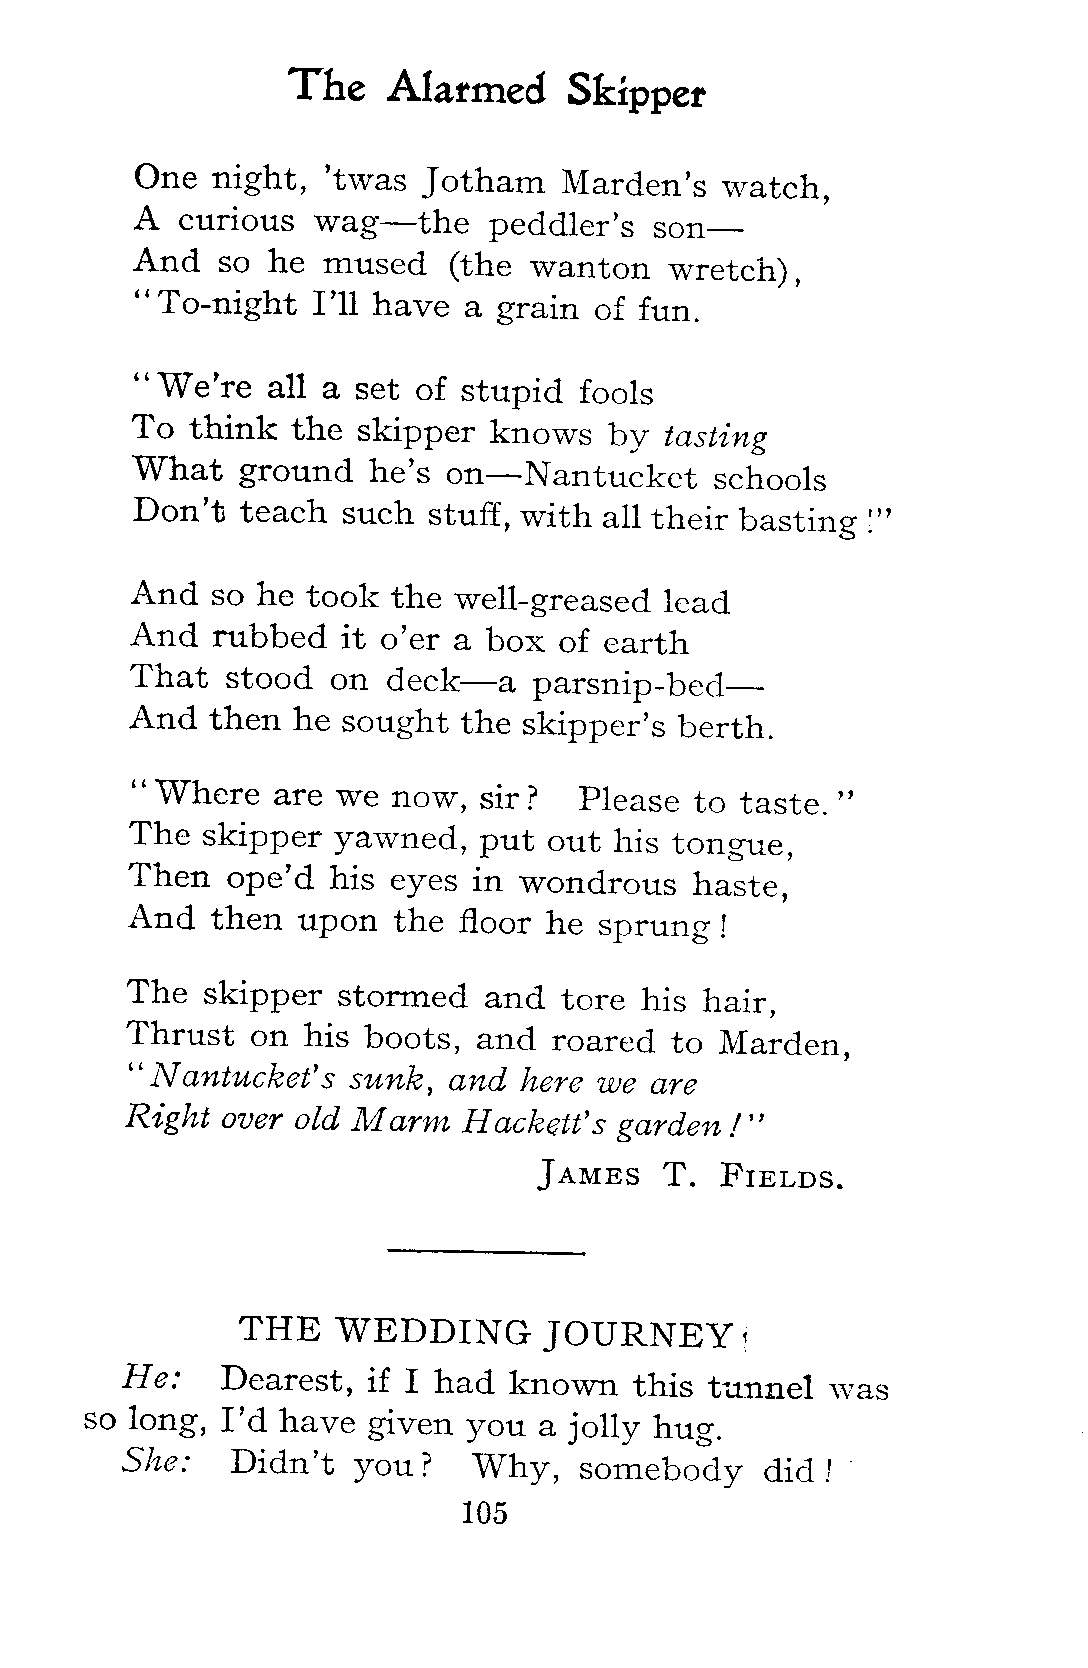 The Alarmed Skipper
One night, 'twas Jotham Marden's watch,
A curious wag—the peddler's son—
And so he mused (the wanton wretch),
"To-night I'll have a grain of fun.
"We're all a set of stupid fools
To think the skipper knows by tasting
What ground he's on—Nantucket schools
Don't teach such stuff, with all their basting!"
And so he took the well-greased lead
And rubbed it o'er a box of earth
That stood on deck—a parsnip-bed—
And then he sought the skipper's berth.
"Where are we now, sir? Please to taste."
The skipper yawned, put out his tongue,
Then ope'd his eyes in wondrous haste,
And then upon the floor he sprung!
The skipper stormed and tore his hair,
Thrust on his boots, and roared to Marden,
"Nantucket's sunk, and here we are
Right over old Marm Hackett's garden!"
James T. Fields.
THE WEDDING JOURNEY
He: Dearest, if I had known this tunnel was
so long, I'd have given you a jolly hug.
She: Didn't you? Why, somebody did!
105